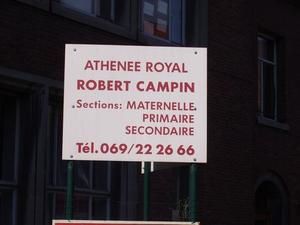 ATHENEE ROYAL
ROBERT CAMPIN
Sections: MATERNELLE
PRIMAIRE
SECONDAIRE
Tél. 069/22 26 66